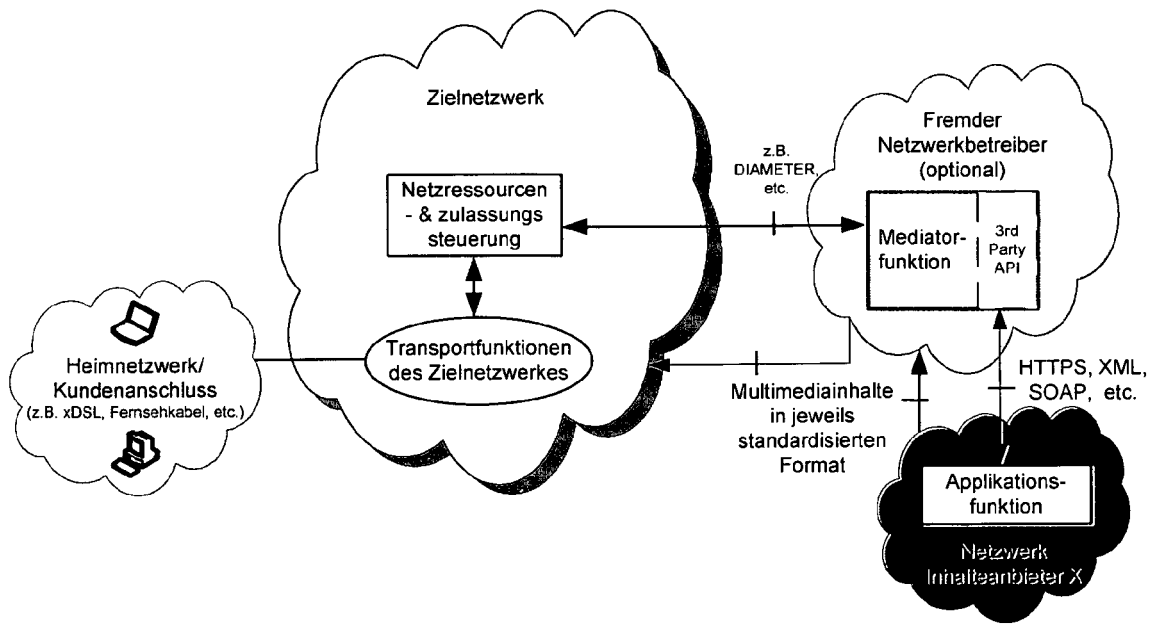 Zielnetzwerk
Netzressourcen
- & zulassungs
steuerung
Transportfunktionen
des Zielnetzwerkes
Heimnetzwerk/
Kundenanschluss
(z.B. xDSL, Fernsehkabel, etc.)
z.B.
DIAMETER,
etc.
Fremder
Netzwerkbetreiber
(optional)
Mediator-
funktion
3rd
Party
API
Multimediainhalte
in jeweils
standardisierten
Format
HTTPS, XML,
SOAP, etc.
Applikations-
funktion
Netzwerk
Inhalteanbieter X